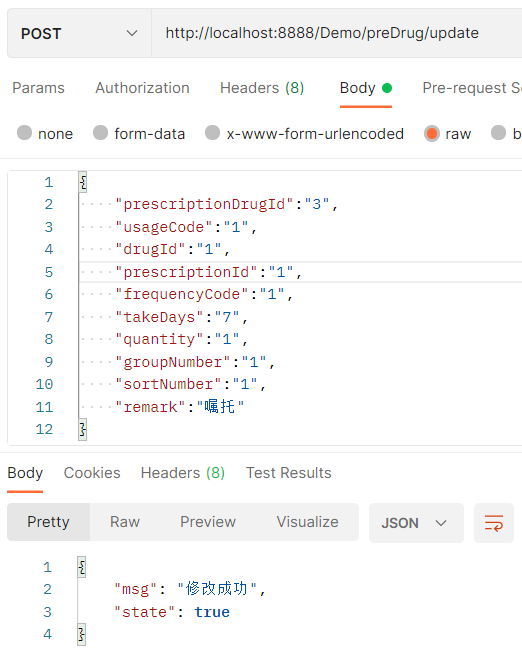 POST http://localhost:8888/Demo/preDrug/update
Params Authorization Headers (8) Body Pre-request S
none form-data x-www-form-urlencoded raw b
1 {
2 "prescriptionDrugId":"3",
3 "usageCode":"1",
4 "drugId":"1",
5 "prescriptionId":"1",
6 "frequencyCode":"1",
7 "takeDays":"7",
8 "quantity":"1",
9 "groupNumber":"1",
10 "sortNumber":"1",
11 "remark":"嘱托"
12 }
Body Cookies Headers (8) Test Results
Pretty Raw Preview Visualize JSON
1 {
2 "msg": "修改成功",
3 "state": true
4 }